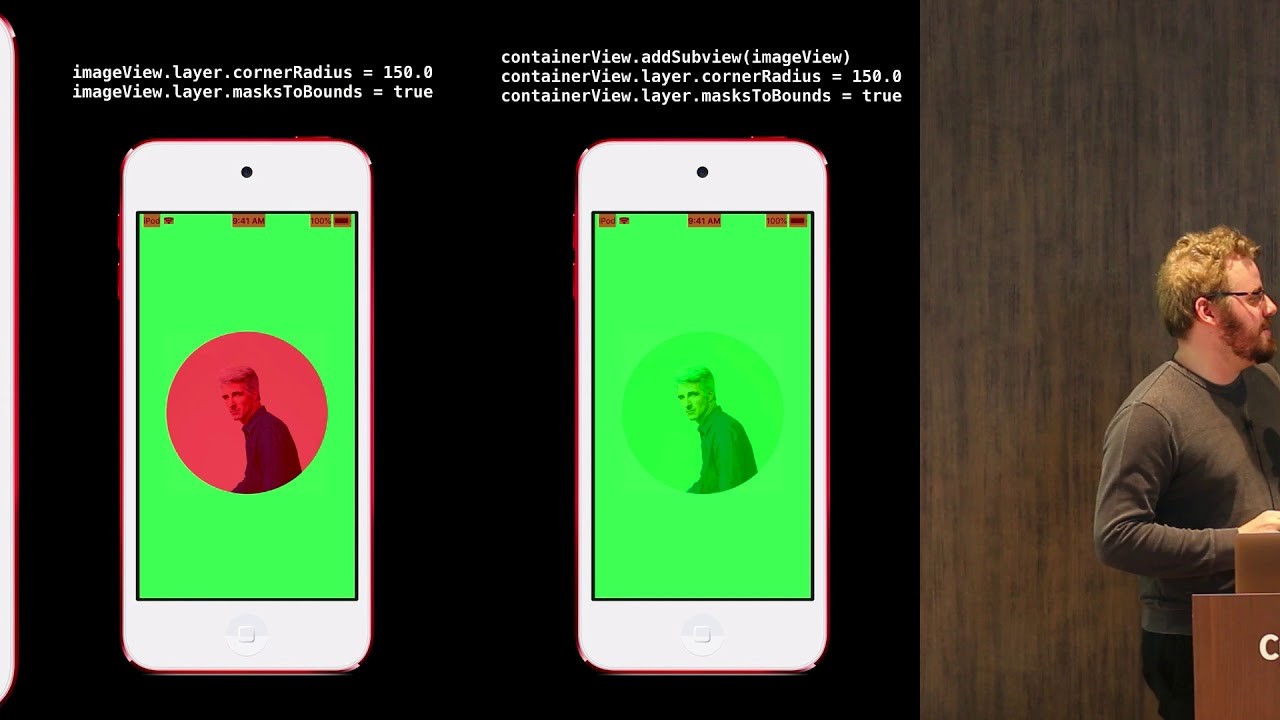 imageView.layer.cornerRadius = 150.0
imageView.layer.masksToBounds = true
containerView.addSubview(imageView)
containerView.layer.cornerRadius = 150.0
containerView.layer.masksToBounds = true
iPod 9:41 AM 100%
iPod 9:41 AM 100%
C